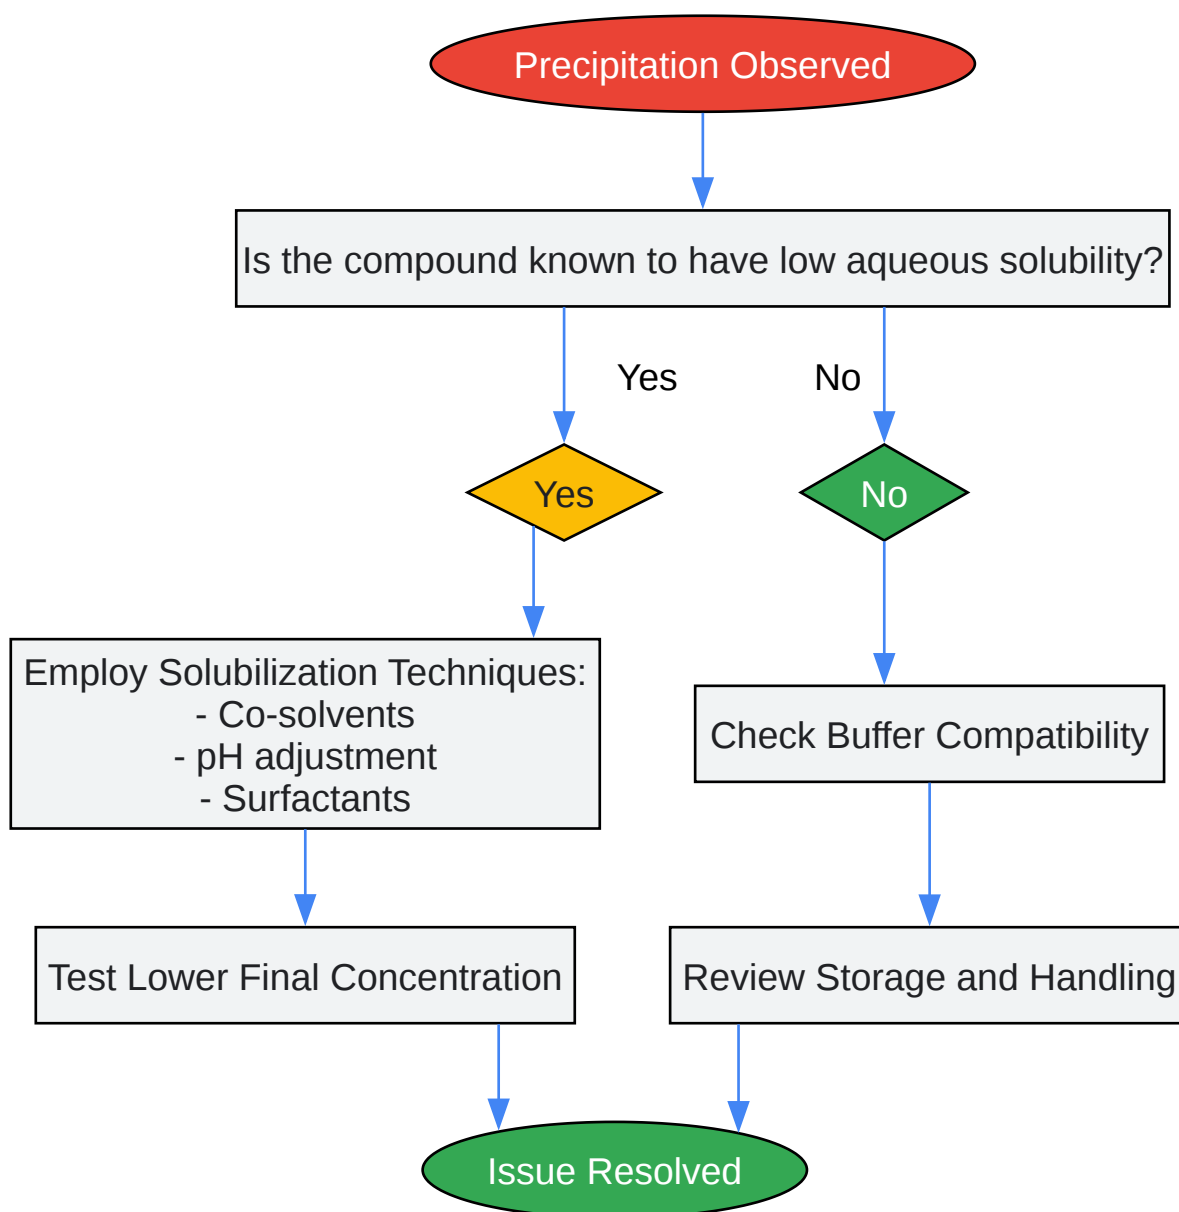 Precipitation Observed
Is the compound known to have low aqueous solubility?
Yes
No
Yes
No
Employ Solubilization Techniques:
- Co-solvents
- pH adjustment
- Surfactants
Check Buffer Compatibility
Test Lower Final Concentration
Review Storage and Handling
Issue Resolved